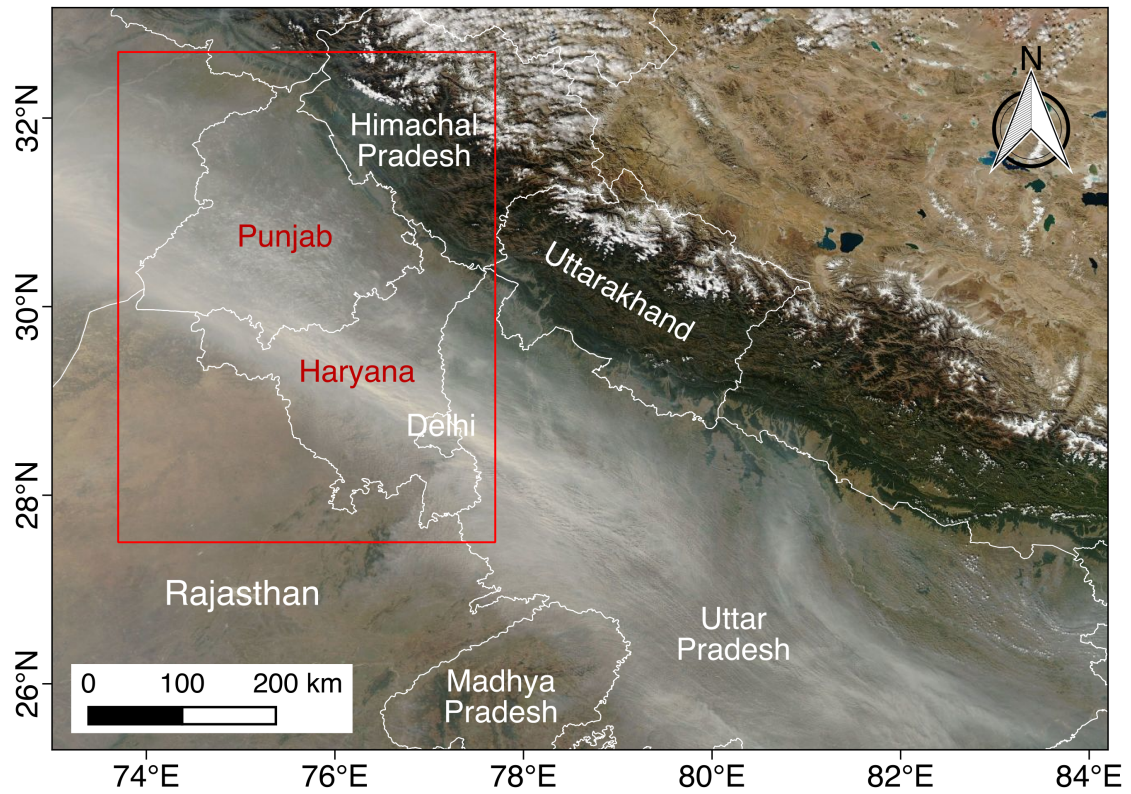 N
32°N
30°N
28°N
26°N
Himachal
Pradesh
Punjab
Uttarakhand
Haryana
Delhi
Rajasthan
Uttar
Pradesh
Madhya
Pradesh
0 100 200 km
74°E 76°E 78°E 80°E 82°E 84°E